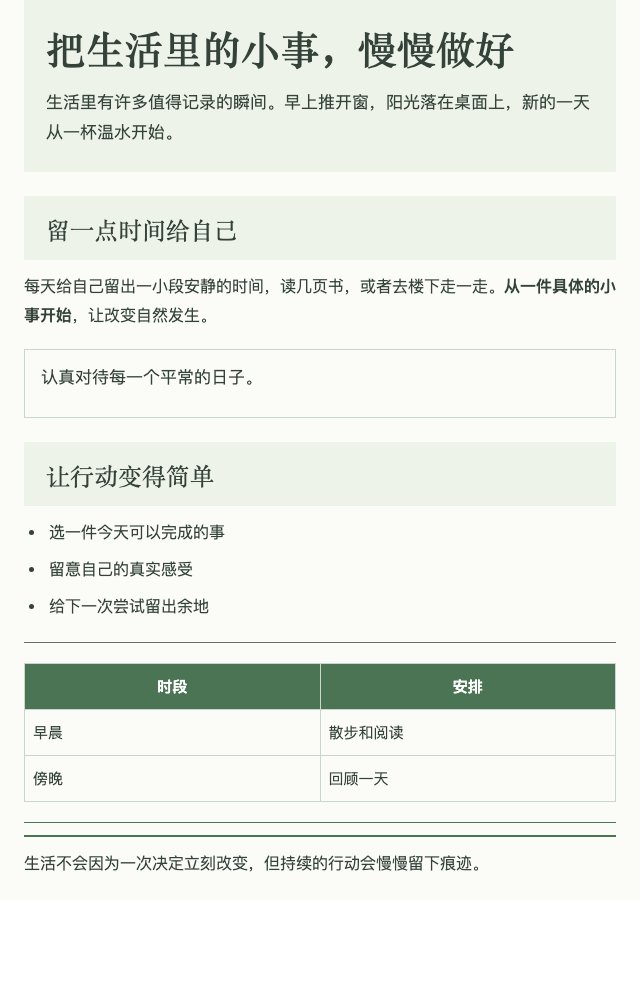 把生活里的小事，慢慢做好
生活里有许多值得记录的瞬间。早上推开窗，阳光落在桌面上，新的一天
从一杯温水开始。
留一点时间给自己
每天给自己留出一小段安静的时间，读几页书，或者去楼下走一走。从一件具体的小
事开始，让改变自然发生。
认真对待每一个平常的日子。
让行动变得简单
• 选一件今天可以完成的事
• 留意自己的真实感受
• 给下一次尝试留出余地
时段 安排
早晨 散步和阅读
傍晚 回顾一天
生活不会因为一次决定立刻改变，但持续的行动会慢慢留下痕迹。